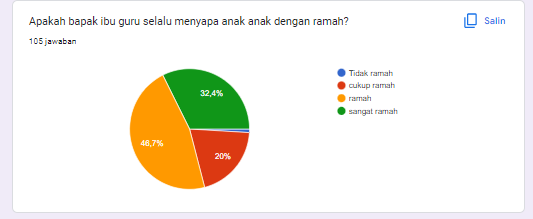 Apakah bapak ibu guru selalu menyapa anak anak dengan ramah?
Salin
105 jawaban
Tidak ramah
cukup ramah
ramah
sangat ramah
32,4%
46,7%
20%